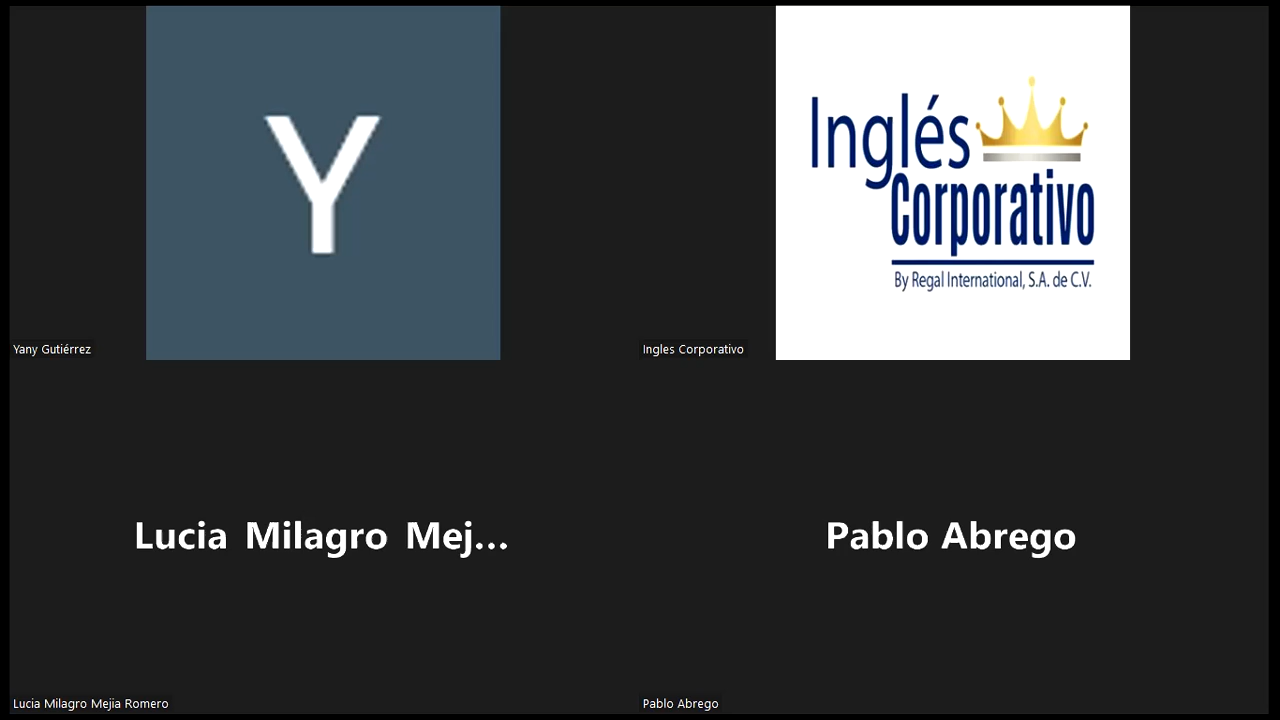 Y
Inglés
Corporativo
By Regal International, S.A. de C.V.
Yany Gutiérrez
Ingles Corporativo
Lucia Milagro Mej...
Pablo Abrego
Lucia Milagro Mejia Romero
Pablo Abrego